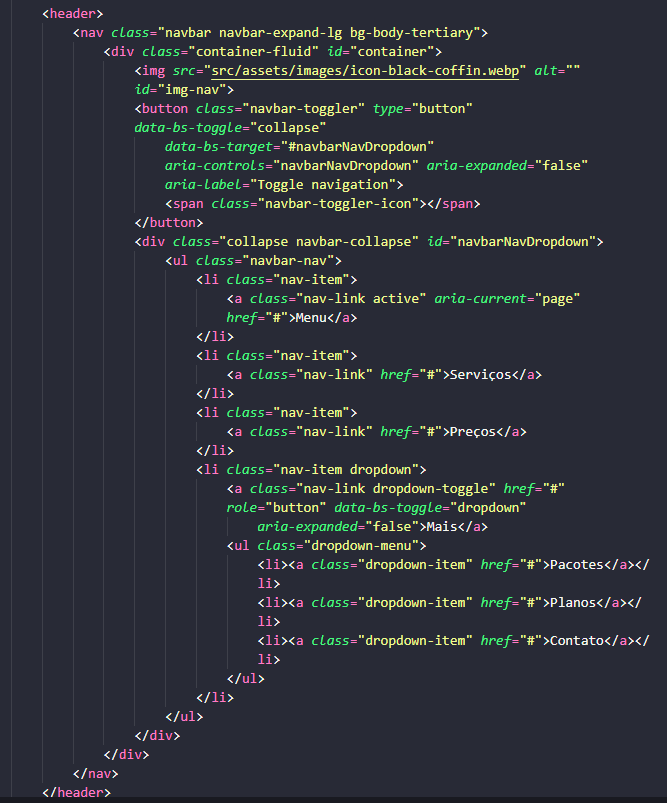 <header>
<nav class="navbar navbar-expand-lg bg-body-tertiary">
<div class="container-fluid" id="container">
<img src="src/assets/images/icon-black-coffin.webp" alt=""
id="img-nav">
<button class="navbar-toggler" type="button"
data-bs-toggle="collapse"
data-bs-target="#navbarNavDropdown"
aria-controls="navbarNavDropdown" aria-expanded="false"
aria-label="Toggle navigation">
<span class="navbar-toggler-icon"></span>
</button>
<div class="collapse navbar-collapse" id="navbarNavDropdown">
<ul class="navbar-nav">
<li class="nav-item">
<a class="nav-link active" aria-current="page"
href="#">Menu</a>
</li>
<li class="nav-item">
<a class="nav-link" href="#">Serviços</a>
</li>
<li class="nav-item">
<a class="nav-link" href="#">Preços</a>
</li>
<li class="nav-item dropdown">
<a class="nav-link dropdown-toggle" href="#"
role="button" data-bs-toggle="dropdown"
aria-expanded="false">Mais</a>
<ul class="dropdown-menu">
<li><a class="dropdown-item" href="#">Pacotes</a></
li>
<li><a class="dropdown-item" href="#">Planos</a></
li>
<li><a class="dropdown-item" href="#">Contato</a></
li>
</ul>
</li>
</ul>
</div>
</div>
</nav>
</header>